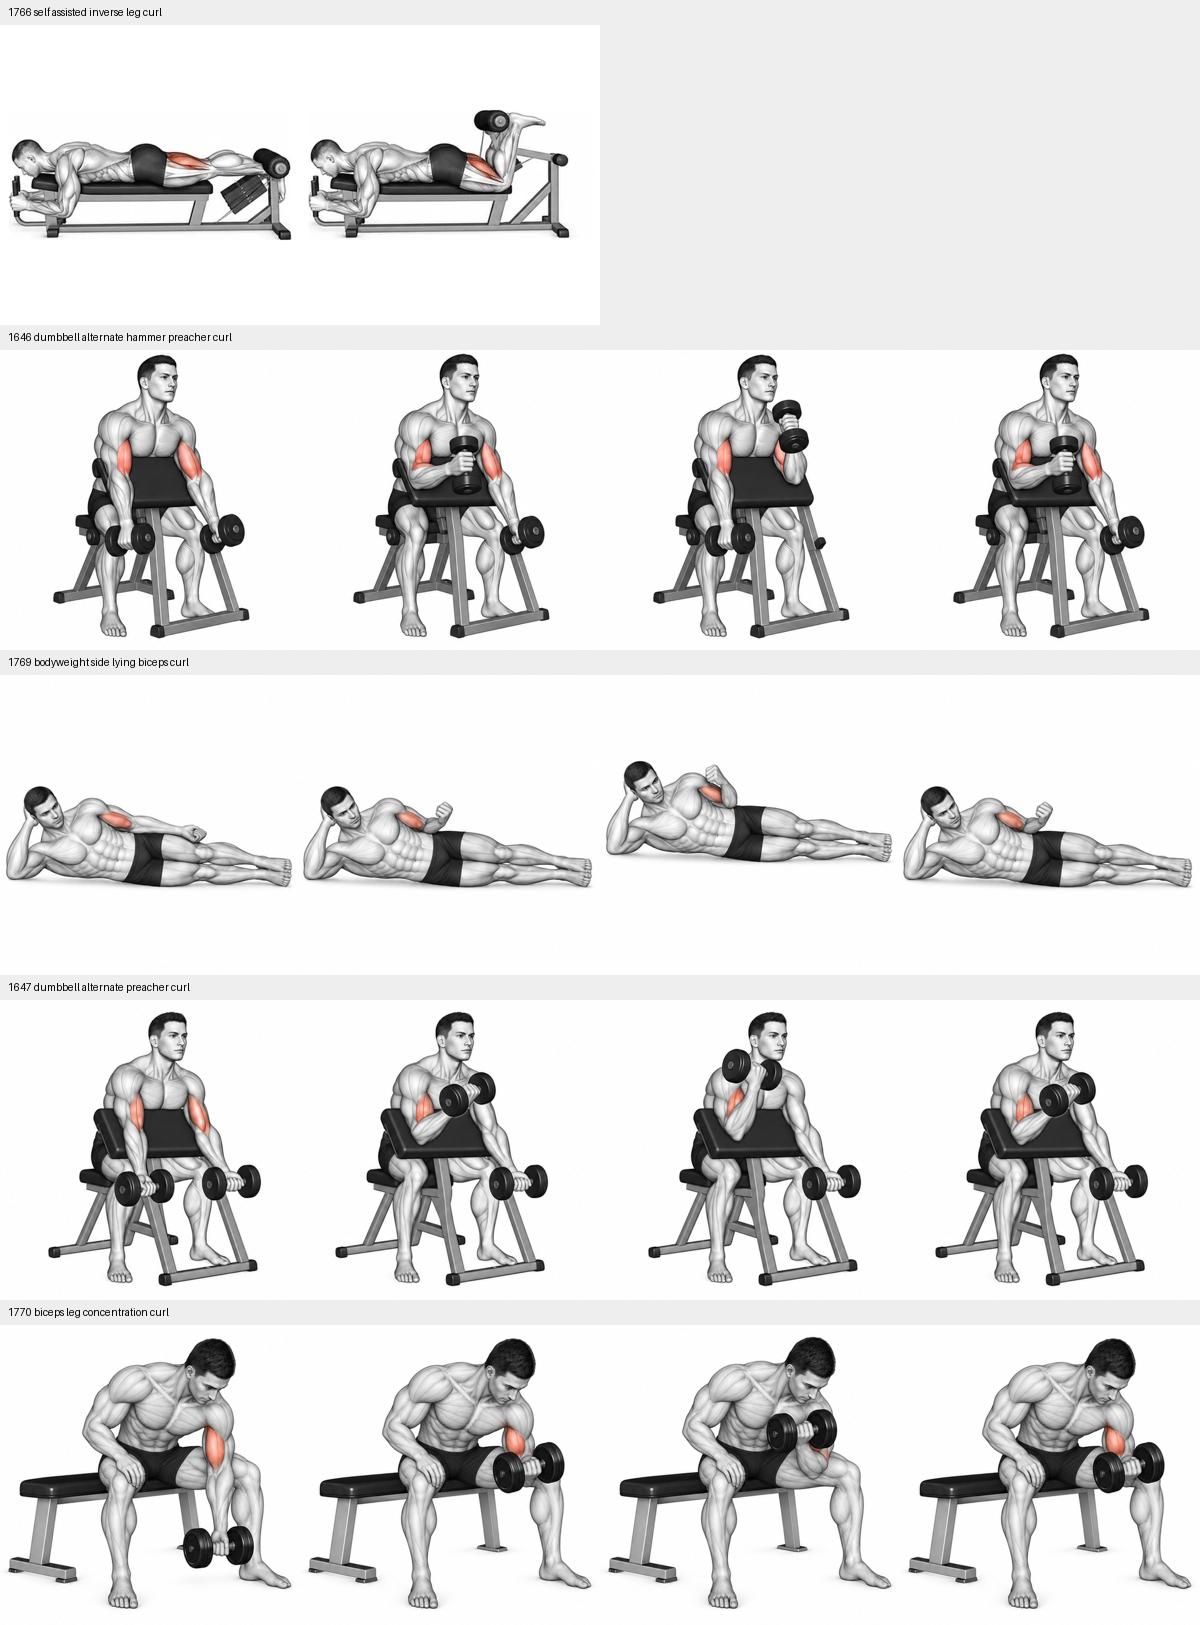 1766 self assisted inverse leg curl
1646 dumbbell alternate hammer preacher curl
1769 bodyweight side lying biceps curl
1647 dumbbell alternate preacher curl
1770 biceps leg concentration curl